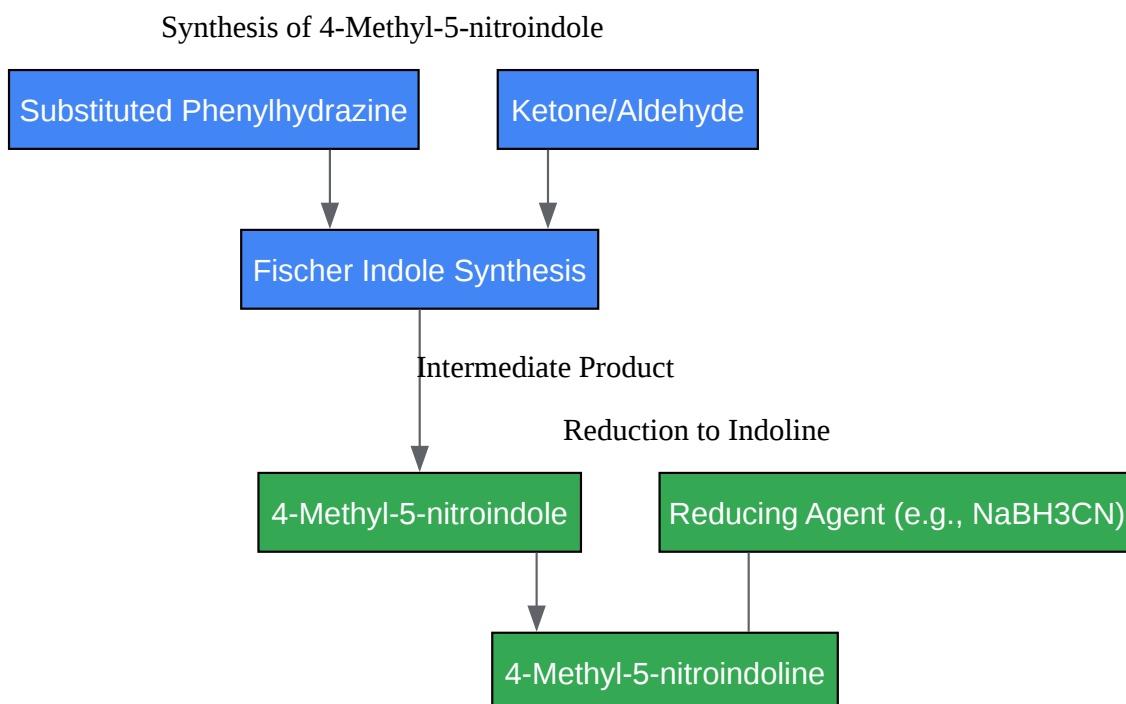 Synthesis of 4-Methyl-5-nitroindole
Substituted Phenylhydrazine
Ketone/Aldehyde
Fischer Indole Synthesis
Intermediate Product
Reduction to Indoline
4-Methyl-5-nitroindole
Reducing Agent (e.g., NaBH3CN)
4-Methyl-5-nitroindoline